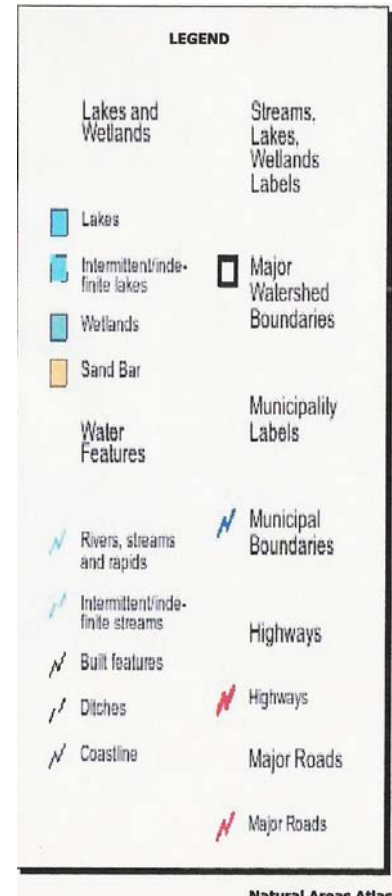 LEGEND
Lakes and
Wetlands
Lakes
Intermittent/inde-
finite lakes
Wetlands
Sand Bar
Water
Features
Rivers, streams
and rapids
Intermittent/inde-
finite streams
Built features
Ditches
Coastline
Streams,
Lakes,
Wetlands
Labels
Major
Watershed
Boundaries
Municipality
Labels
Municipal
Boundaries
Highways
Highways
Major Roads
Major Roads
Natural Areas Atlas